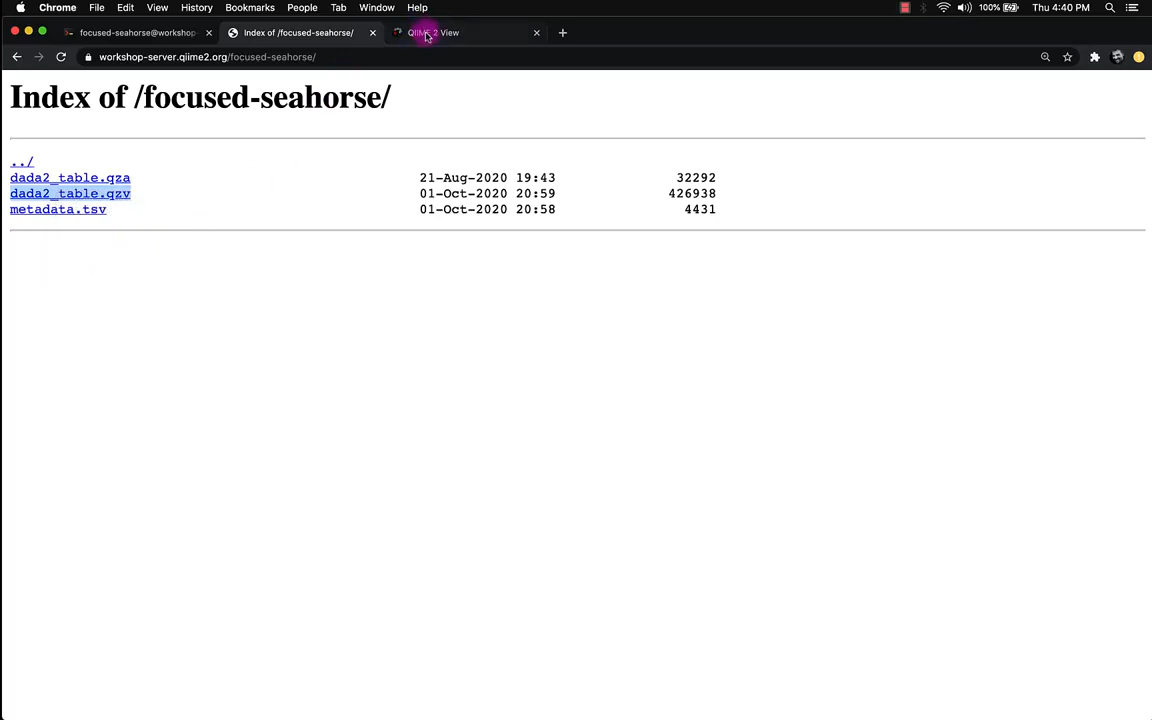 Chrome File Edit View History Bookmarks People Tab Window Help 100% Thu 4:40 PM
focused-seahorse@workshop- Index of /focused-seahorse/ QIIME 2 View
workshop-server.qiime2.org/focused-seahorse/
Index of /focused-seahorse/
../
dada2_table.qza 21-Aug-2020 19:43 32292
dada2_table.qzv 01-Oct-2020 20:59 426938
metadata.tsv 01-Oct-2020 20:58 4431